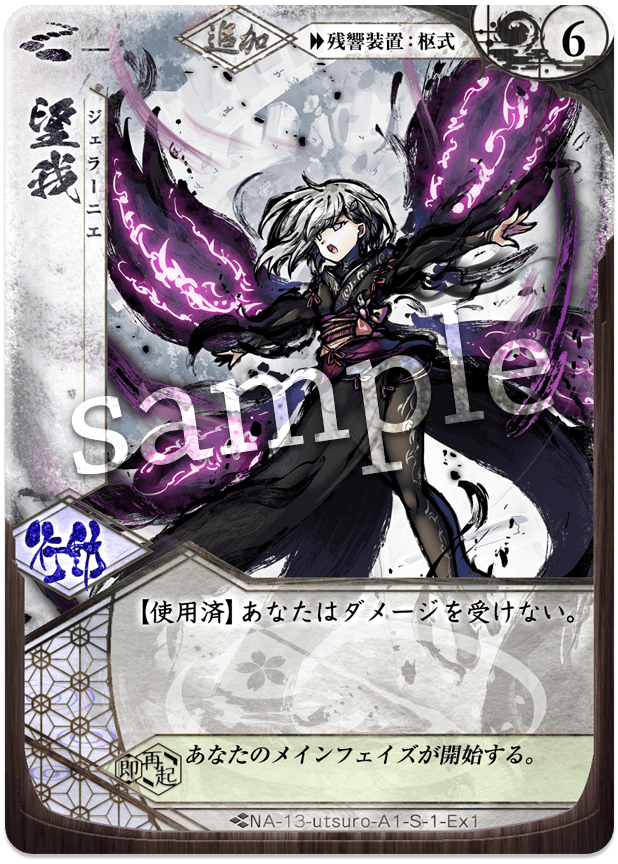 追加
▶▶残響装置：枢式
6
望我
ジェラーニエ
sample
行動
【使用済】あなたはダメージを受けない。
即再起
あなたのメインフェイズが開始する。
NA-13-utsuro-A1-S-1-Ex1